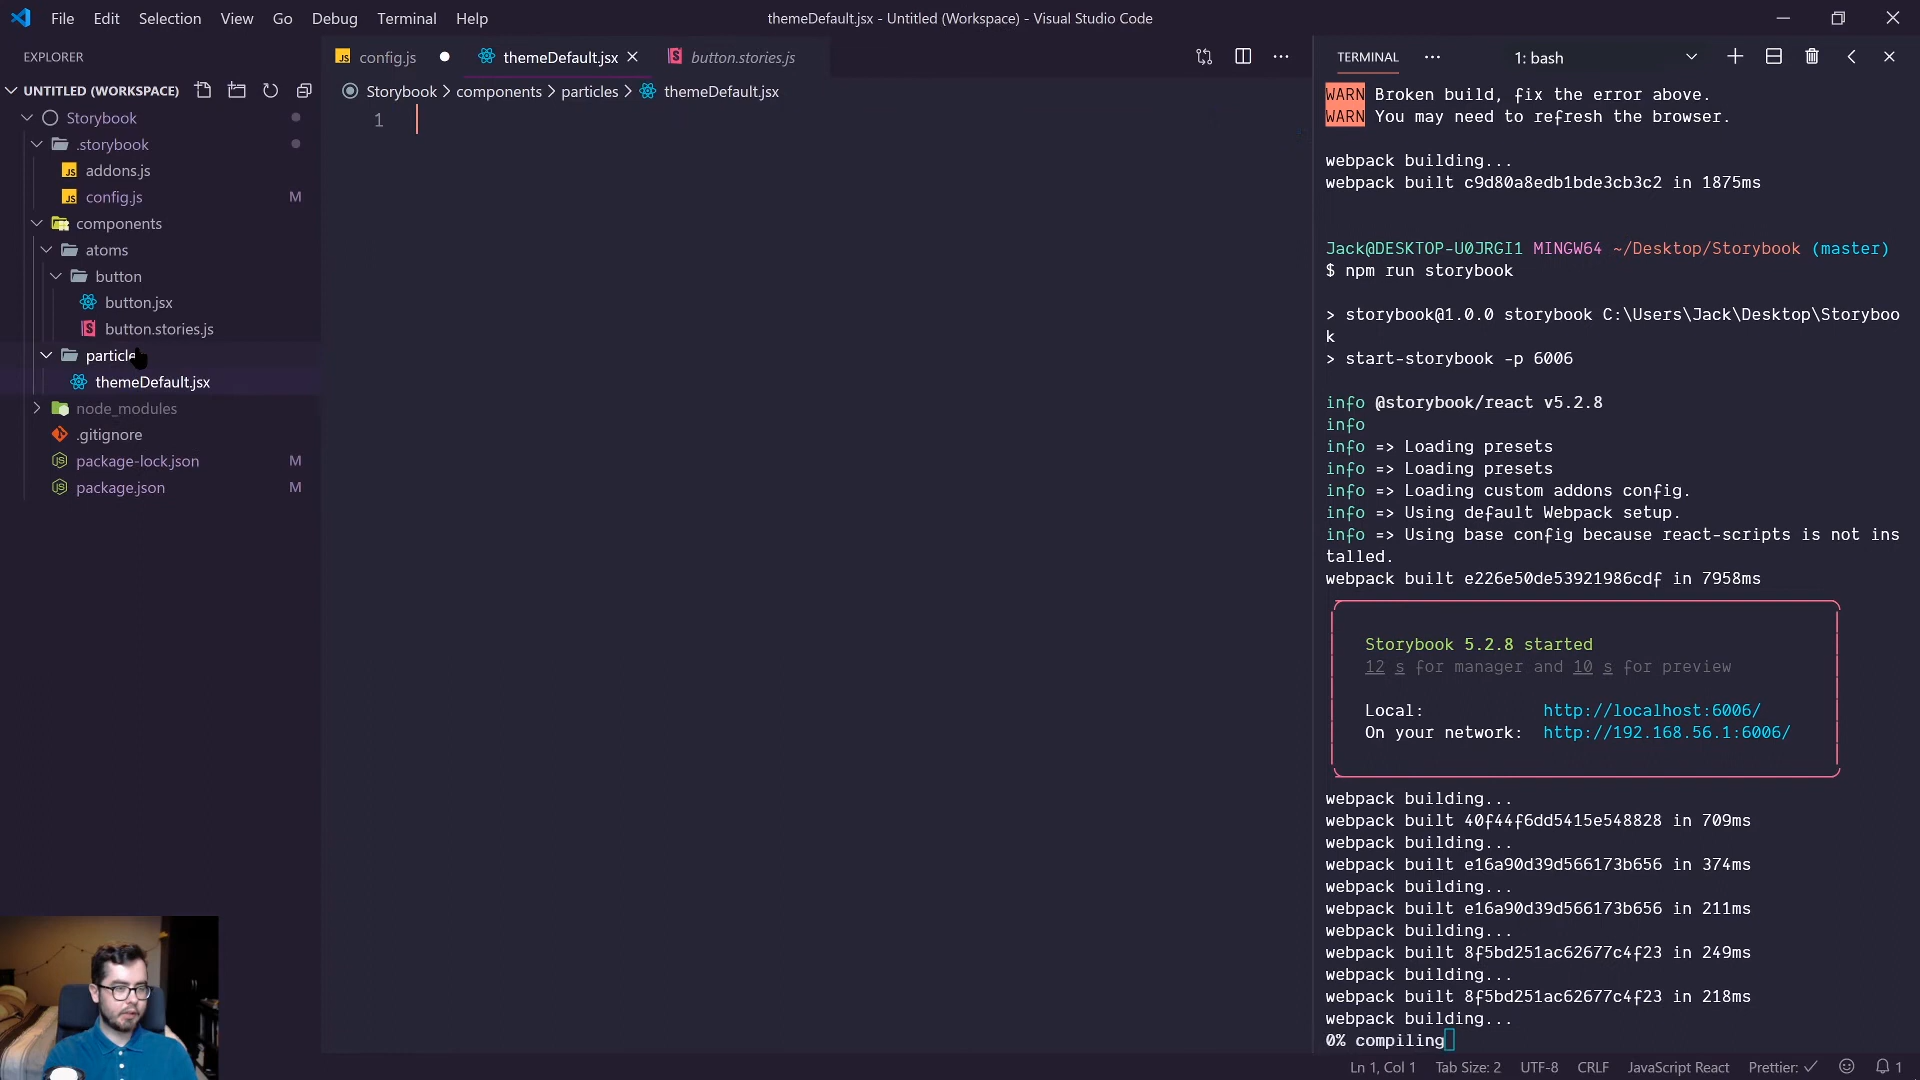 File Edit Selection View Go Debug Terminal Help
themeDefault.jsx - Untitled (Workspace) - Visual Studio Code
EXPLORER
UNTITLED (WORKSPACE)
Storybook
.storybook
addons.js
config.js M
components
atoms
button
button.jsx
button.stories.js
themeDefault.jsx
node_modules
.gitignore
package-lock.json M
package.json M
config.js themeDefault.jsx button.stories.js
Storybook > components > particles > themeDefault.jsx
1
TERMINAL 1: bash
WARN Broken build, fix the error above.
WARN You may need to refresh the browser.
webpack building...
webpack built c9d80a8edb1bde3cb3c2 in 1875ms
Jack@DESKTOP-U0JRGI1 MINGW64 ~/Desktop/Storybook (master)
$ npm run storybook
> storybook@1.0.0 storybook C:\Users\Jack\Desktop\Storyboo
k
> start-storybook -p 6006
info @storybook/react v5.2.8
info
info => Loading presets
info => Loading presets
info => Loading custom addons config.
info => Using default Webpack setup.
info => Using base config because react-scripts is not ins
talled.
webpack built e226e50de53921986cdf in 7958ms
Storybook 5.2.8 started
12 s for manager and 10 s for preview
Local: http://localhost:6006/
On your network: http://192.168.56.1:6006/
webpack building...
webpack built 40f44f6dd5415e548828 in 709ms
webpack building...
webpack built e16a90d39d566173b656 in 374ms
webpack building...
webpack built e16a90d39d566173b656 in 211ms
webpack building...
webpack built 8f5bd251ac62677c4f23 in 249ms
webpack building...
webpack built 8f5bd251ac62677c4f23 in 218ms
webpack building...
0% compiling
Ln 1, Col 1 Tab Size: 2 UTF-8 CRLF JavaScript React Prettier: ✓ 1